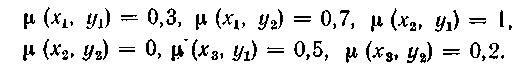 μ (x₁, y₁) = 0,3, μ (x₁, y₂) = 0,7, μ (x₂, y₁) = 1,
μ (x₂, y₂) = 0, μ (x₃, y₁) = 0,5, μ (x₃, y₂) = 0,2.